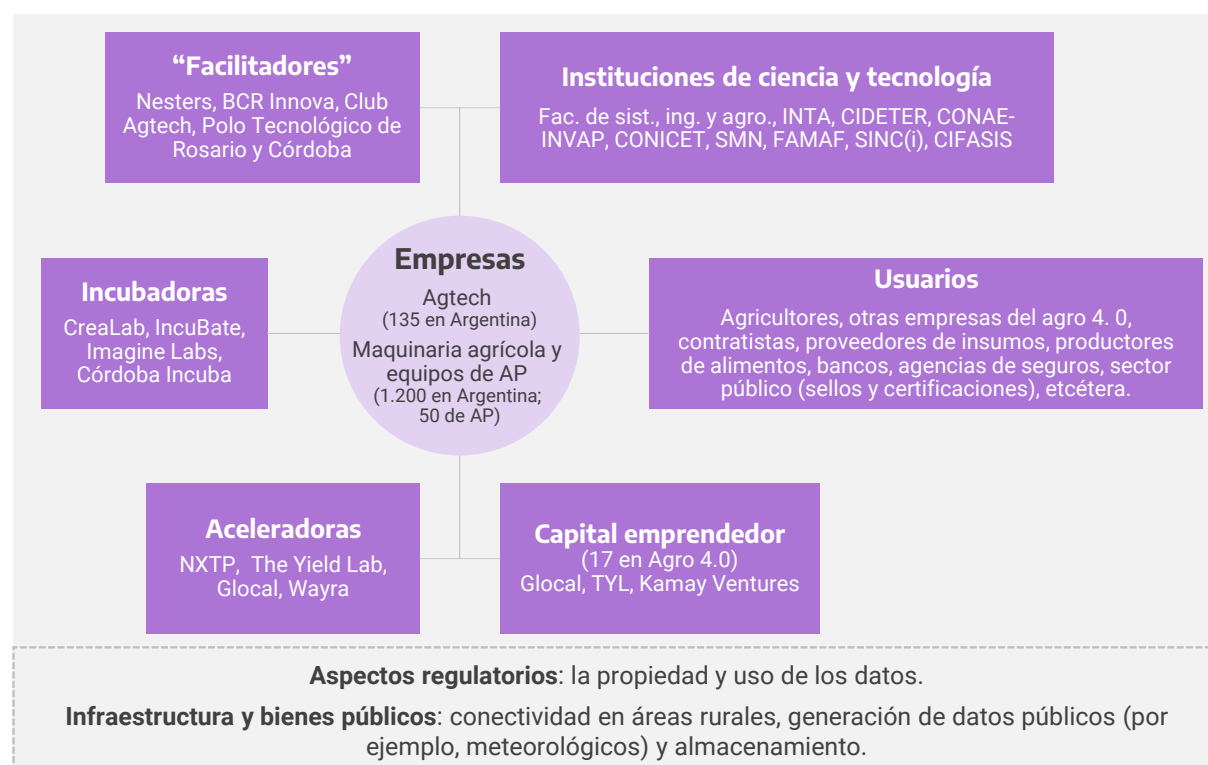 “Facilitadores”
Nesters, BCR Innova, Club
Agtech, Polo Tecnológico de
Rosario y Córdoba
Instituciones de ciencia y tecnología
Fac. de sist., ing. y agro., INTA, CIDETER, CONAE-
INVAP, CONICET, SMN, FAMAF, SINC(i), CIFASIS
Incubadoras
CreaLab, IncuBate,
Imagine Labs,
Córdoba Incuba
Empresas
Agtech
(135 en Argentina)
Maquinaria agrícola y
equipos de AP
(1.200 en Argentina;
50 de AP)
Usuarios
Agricultores, otras empresas del agro 4. 0,
contratistas, proveedores de insumos, productores
de alimentos, bancos, agencias de seguros, sector
público (sellos y certificaciones), etcétera.
Aceleradoras
NXTP, The Yield Lab,
Glocal, Wayra
Capital emprendedor
(17 en Agro 4.0)
Glocal, TYL, Kamay Ventures
Aspectos regulatorios: la propiedad y uso de los datos.
Infraestructura y bienes públicos: conectividad en áreas rurales, generación de datos públicos (por
ejemplo, meteorológicos) y almacenamiento.